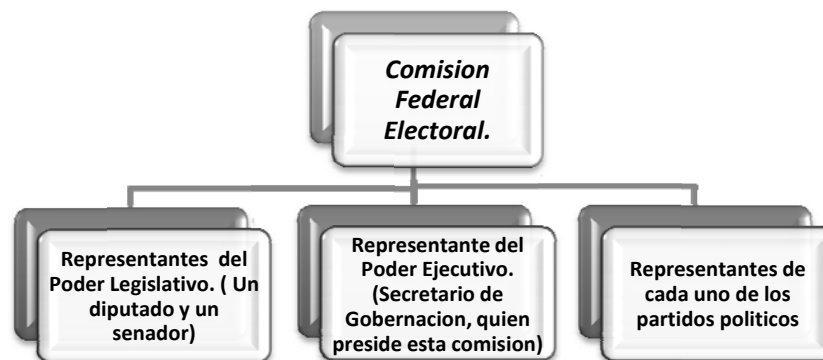 Comision
Federal
Electoral.
Representantes del
Poder Legislativo. ( Un
diputado y un
senador)
Representante del
Poder Ejecutivo.
(Secretario de
Gobernacion, quien
preside esta comision)
Representantes de
cada uno de los
partidos politicos